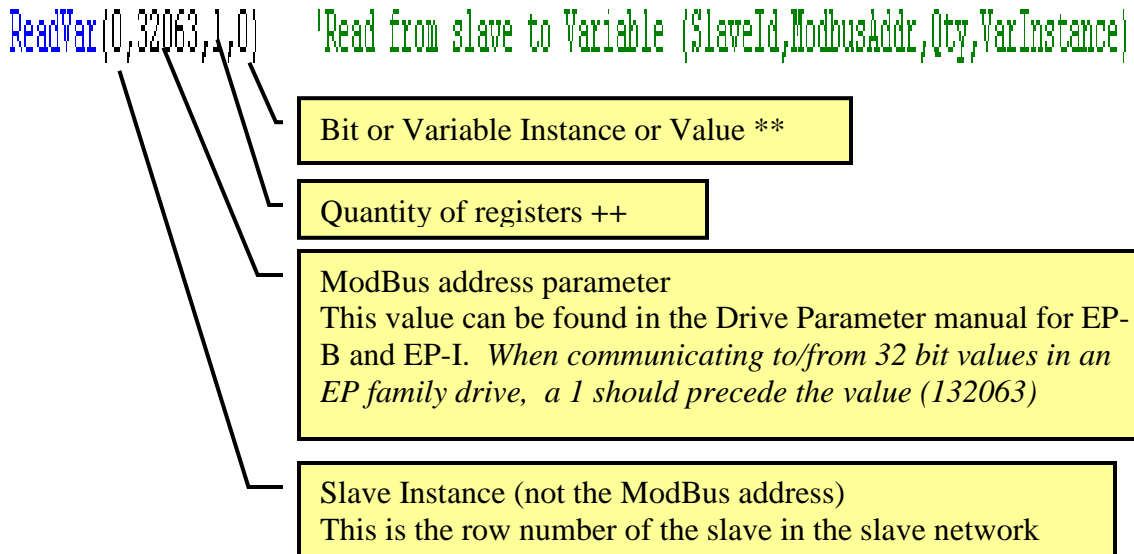 ReadVar(0,32063,1,0) 'Read from slave to Variable (SlaveId,ModbusAddr,Qty,VarInstance)
Bit or Variable Instance or Value **
Quantity of registers ++
ModBus address parameter
This value can be found in the Drive Parameter manual for EP-
B and EP-I. When communicating to/from 32 bit values in an
EP family drive, a 1 should precede the value (132063)
Slave Instance (not the ModBus address)
This is the row number of the slave in the slave network